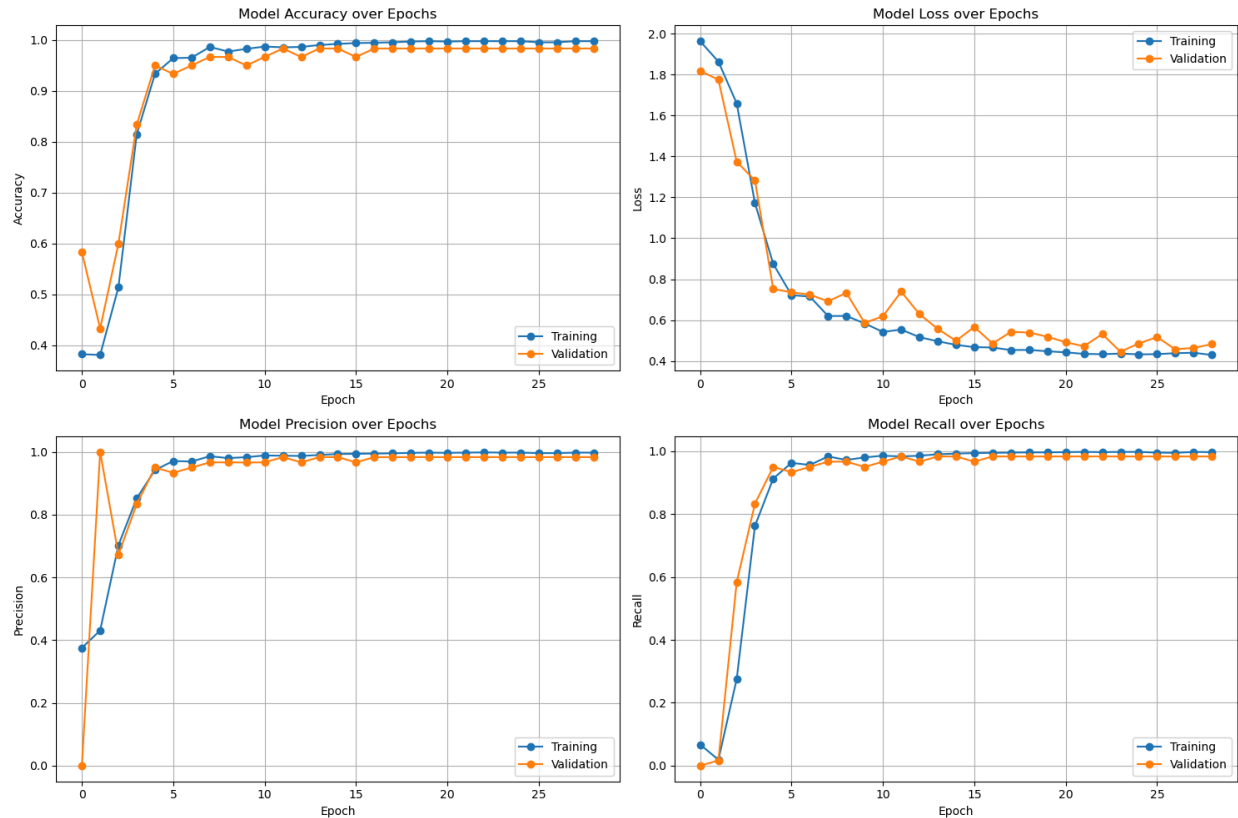 Model Accuracy over Epochs
1.0
0.9
0.8
0.7
0.6
0.5
0.4
Accuracy
0
5
10
15
20
25
Epoch
Training
Validation
Model Loss over Epochs
2.0
1.8
1.6
1.4
1.2
1.0
0.8
0.6
0.4
Loss
0
5
10
15
20
25
Epoch
Training
Validation
Model Precision over Epochs
1.0
0.8
0.6
0.4
0.2
0.0
Precision
0
5
10
15
20
25
Epoch
Training
Validation
Model Recall over Epochs
1.0
0.8
0.6
0.4
0.2
0.0
Recall
0
5
10
15
20
25
Epoch
Training
Validation